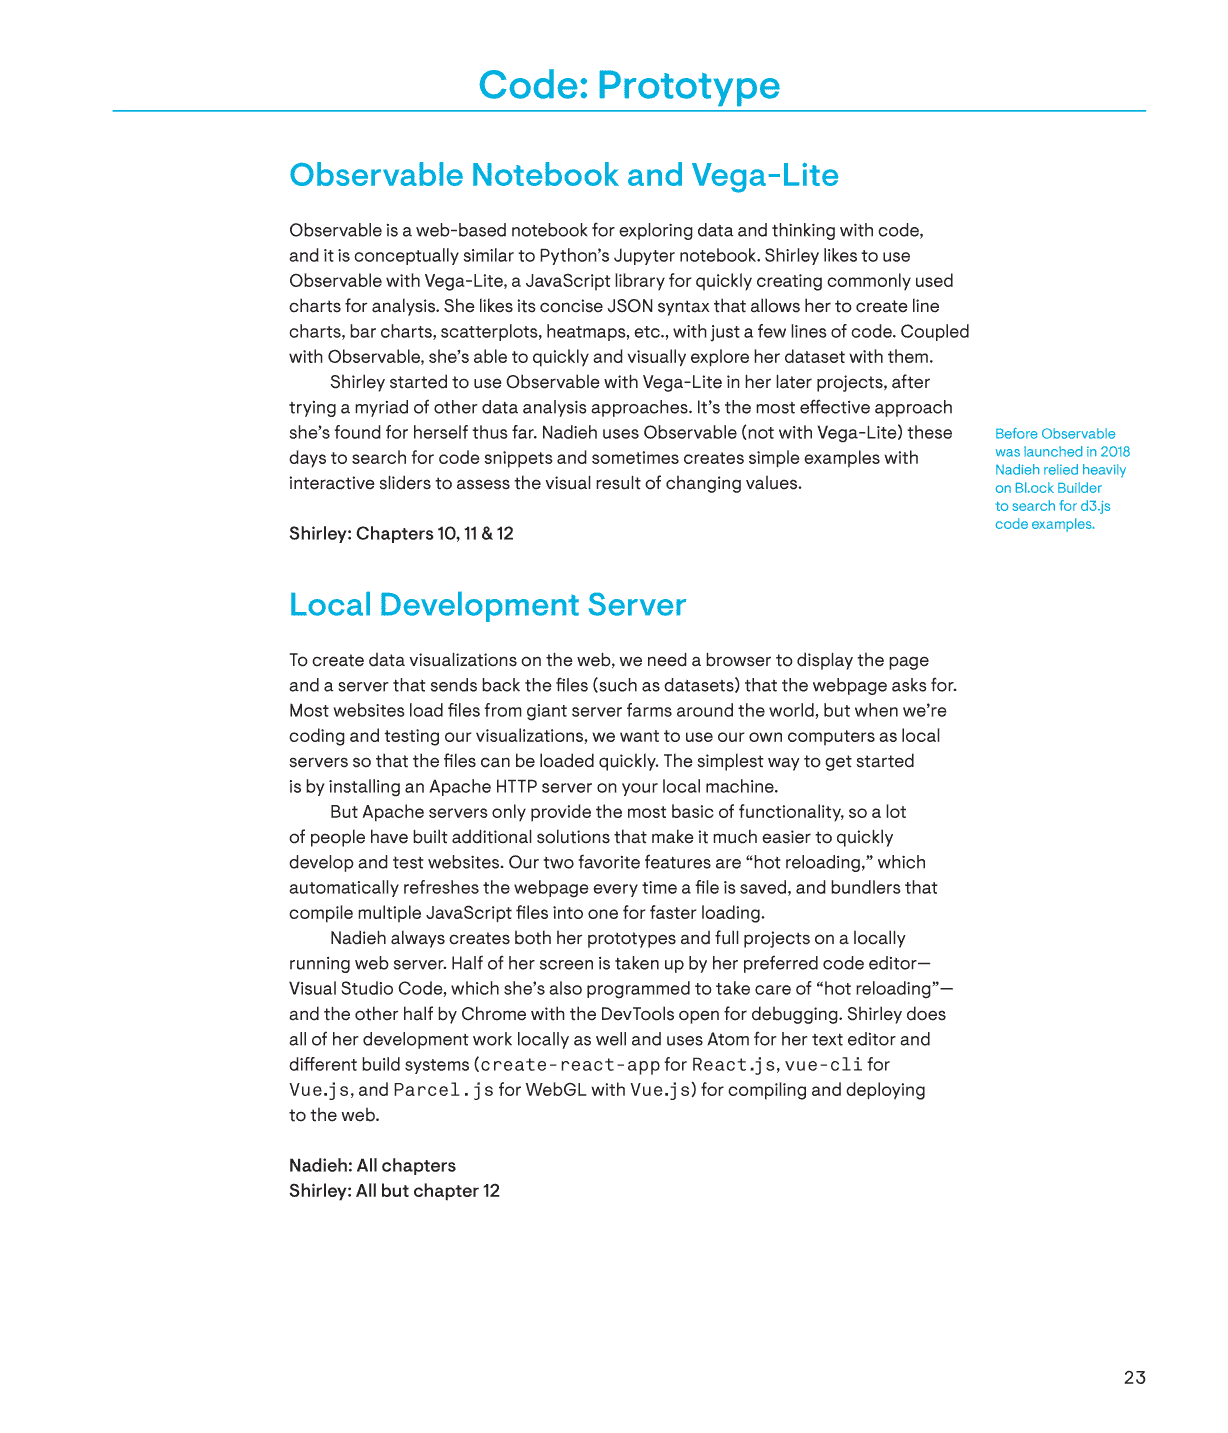 Code: Prototype
Observable Notebook and Vega-Lite
Observable is a web-based notebook for exploring data and thinking with code,
and it is conceptually similar to Python’s Jupyter notebook. Shirley likes to use
Observable with Vega-Lite, a JavaScript library for quickly creating commonly used
charts for analysis. She likes its concise JSON syntax that allows her to create line
charts, bar charts, scatterplots, heatmaps, etc., with just a few lines of code. Coupled
with Observable, she’s able to quickly and visually explore her dataset with them.
Shirley started to use Observable with Vega-Lite in her later projects, after
trying a myriad of other data analysis approaches. It’s the most effective approach
she’s found for herself thus far. Nadieh uses Observable (not with Vega-Lite) these
days to search for code snippets and sometimes creates simple examples with
interactive sliders to assess the visual result of changing values.
Before Observable
was launched in 2018
Nadieh relied heavily
on Bl.ock Builder
to search for d3.js
code examples.
Shirley: Chapters 10, 11 & 12
Local Development Server
To create data visualizations on the web, we need a browser to display the page
and a server that sends back the files (such as datasets) that the webpage asks for.
Most websites load files from giant server farms around the world, but when we’re
coding and testing our visualizations, we want to use our own computers as local
servers so that the files can be loaded quickly. The simplest way to get started
is by installing an Apache HTTP server on your local machine.
But Apache servers only provide the most basic of functionality, so a lot
of people have built additional solutions that make it much easier to quickly
develop and test websites. Our two favorite features are “hot reloading,” which
automatically refreshes the webpage every time a file is saved, and bundlers that
compile multiple JavaScript files into one for faster loading.
Nadieh always creates both her prototypes and full projects on a locally
running web server. Half of her screen is taken up by her preferred code editor—
Visual Studio Code, which she’s also programmed to take care of “hot reloading”—
and the other half by Chrome with the DevTools open for debugging. Shirley does
all of her development work locally as well and uses Atom for her text editor and
different build systems (create-react-app for React.js, vue-cli for
Vue.js, and Parcel.js for WebGL with Vue.js) for compiling and deploying
to the web.
Nadieh: All chapters
Shirley: All but chapter 12
23